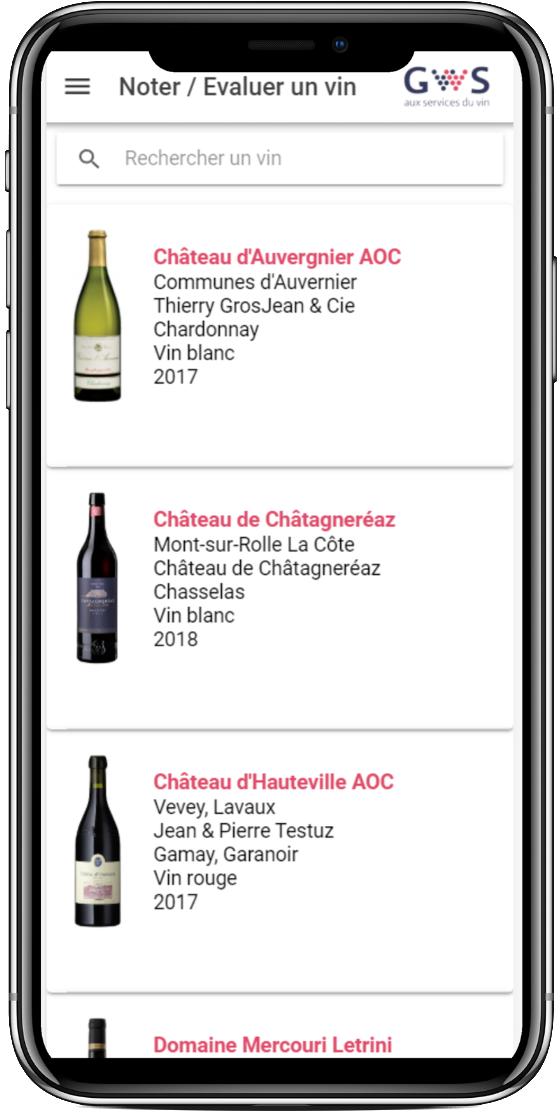 Noter / Evaluer un vin
GWS
aux services du vin
Rechercher un vin
Château d'Auvergnier AOC
Communes d'Auvernier
Thierry GrosJean & Cie
Chardonnay
Vin blanc
2017
Château de Châtagneréaz
Mont-sur-Rolle La Côte
Château de Châtagneréaz
Chasselas
Vin blanc
2018
Château d'Hauteville AOC
Vevey, Lavaux
Jean & Pierre Testuz
Gamay, Garanoir
Vin rouge
2017
Domaine Mercouri Letrini